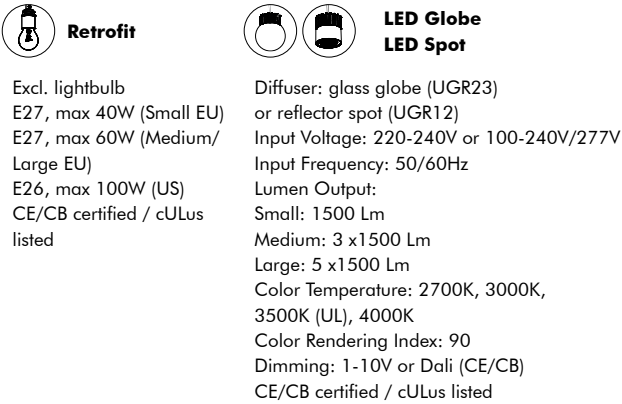 Retrofit
Excl. lightbulb
E27, max 40W (Small EU)
E27, max 60W (Medium/
Large EU)
E26, max 100W (US)
CE/CB certified / cULus
listed
LED Globe
LED Spot
Diffuser: glass globe (UGR23)
or reflector spot (UGR12)
Input Voltage: 220-240V or 100-240V/277V
Input Frequency: 50/60Hz
Lumen Output:
Small: 1500 Lm
Medium: 3 x1500 Lm
Large: 5 x1500 Lm
Color Temperature: 2700K, 3000K,
3500K (UL), 4000K
Color Rendering Index: 90
Dimming: 1-10V or Dali (CE/CB)
CE/CB certified / cULus listed